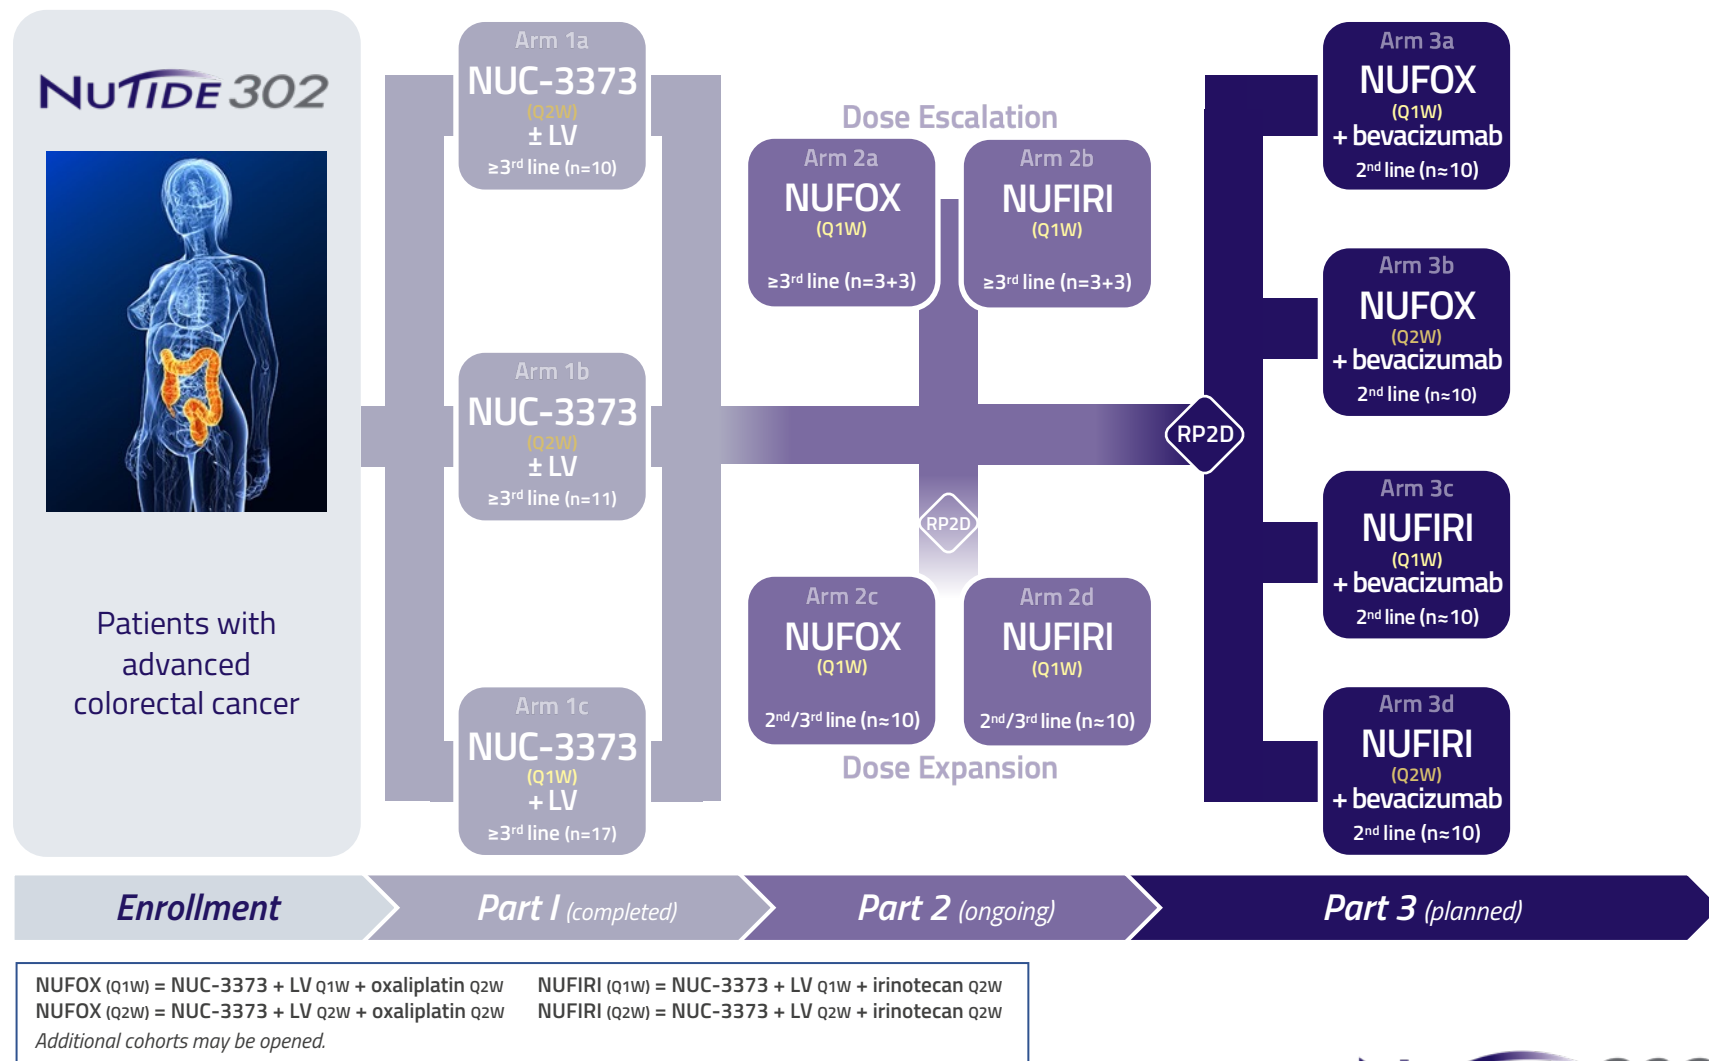 NUTIDE 302
Patients with
advanced
colorectal cancer
Arm 1a
NUC-3373
(Q2W)
± LV
≥3rd line (n=10)
Arm 1b
NUC-3373
(Q2W)
± LV
≥3rd line (n=11)
Arm 1c
NUC-3373
(Q1W)
+ LV
≥3rd line (n=17)
Dose Escalation
Arm 2a
NUFOX
(Q1W)
≥3rd line (n=3+3)
Arm 2b
NUFIRI
(Q1W)
≥3rd line (n=3+3)
RP2D
Arm 2c
NUFOX
(Q1W)
2nd/3rd line (n≈10)
Arm 2d
NUFIRI
(Q1W)
2nd/3rd line (n≈10)
Dose Expansion
RP2D
Arm 3a
NUFOX
(Q1W)
+ bevacizumab
2nd line (n≈10)
Arm 3b
NUFOX
(Q2W)
+ bevacizumab
2nd line (n≈10)
Arm 3c
NUFIRI
(Q1W)
+ bevacizumab
2nd line (n≈10)
Arm 3d
NUFIRI
(Q2W)
+ bevacizumab
2nd line (n≈10)
Enrollment
Part I (completed)
Part 2 (ongoing)
Part 3 (planned)
NUFOX (Q1W) = NUC-3373 + LV Q1W + oxaliplatin Q2W
NUFIRI (Q1W) = NUC-3373 + LV Q1W + irinotecan Q2W
NUFOX (Q2W) = NUC-3373 + LV Q2W + oxaliplatin Q2W
NUFIRI (Q2W) = NUC-3373 + LV Q2W + irinotecan Q2W
Additional cohorts may be opened.